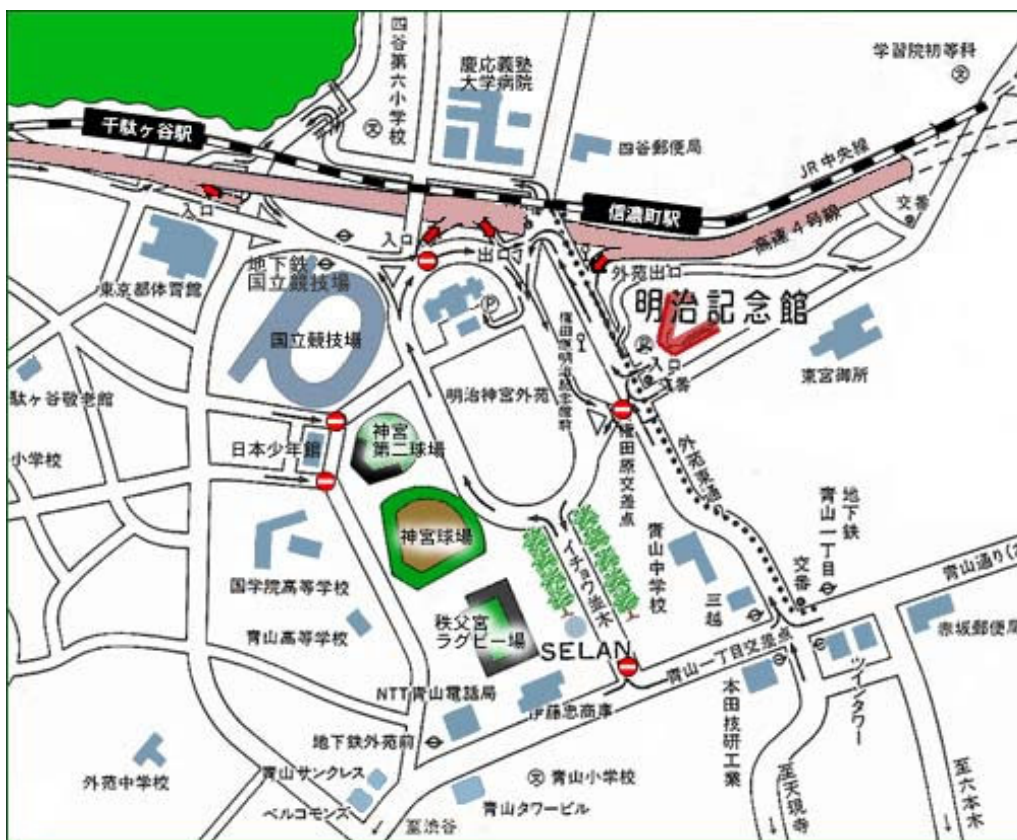 四谷第六小学校
慶応義塾
大学病院
学習院初等科
文
文
千駄ヶ谷駅
四谷郵便局
JR中央線
信濃町駅
高速4号線
交番
入口
入口
出口
外苑出口
地下鉄
国立競技場
東京都体育館
明治記念館
P
国立競技場
権田原明治記念館前
入口
交番
東宮御所
駄ヶ谷敬老館
明治神宮外苑
小学校
日本少年館
神宮
第二球場
権田原交差点
外苑東通
地下鉄
青山一丁目
神宮球場
イチョウ並木
青山中学校
交番
青山通り(2
国学院高等学校
三越
青山高等学校
秩父宮
ラグビー場
SELAN
青山一丁目交差点
赤坂郵便局
NTT青山電話局
伊藤忠商事
本田技研工業
ツインタワー
地下鉄外苑前
外苑中学校
青山サンクレス
文 青山小学校
ベルコモンズ
青山タワービル
至渋谷
至天現寺
至六本木